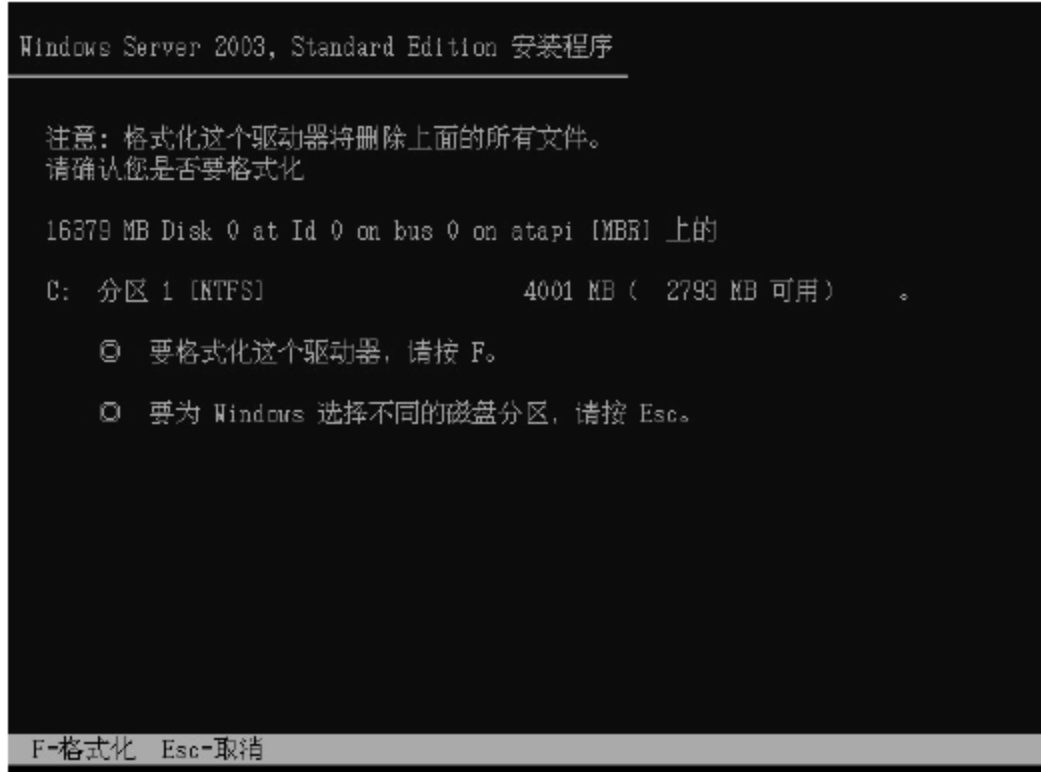 Windows Server 2003, Standard Edition 安装程序
注意: 格式化这个驱动器将删除上面的所有文件。
请确认您是否要格式化
16379 MB Disk 0 at Id 0 on bus 0 on atapi [MBR] 上的
C: 分区 1 [NTFS] 4001 MB ( 2793 MB 可用) 。
◎ 要格式化这个驱动器, 请按 F。
◎ 要为 Windows 选择不同的磁盘分区, 请按 Esc。
F-格式化 Esc=取消